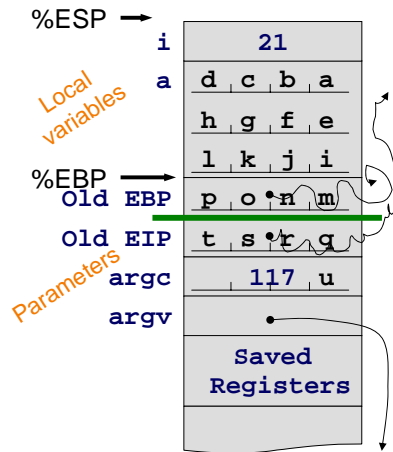 %ESP
i 21
a d c b a
Local variables
h g f e
l k j i
%EBP
Old EBP p o n m
Old EIP t s r q
Parameters
argc 117 u
argv
Saved
Registers